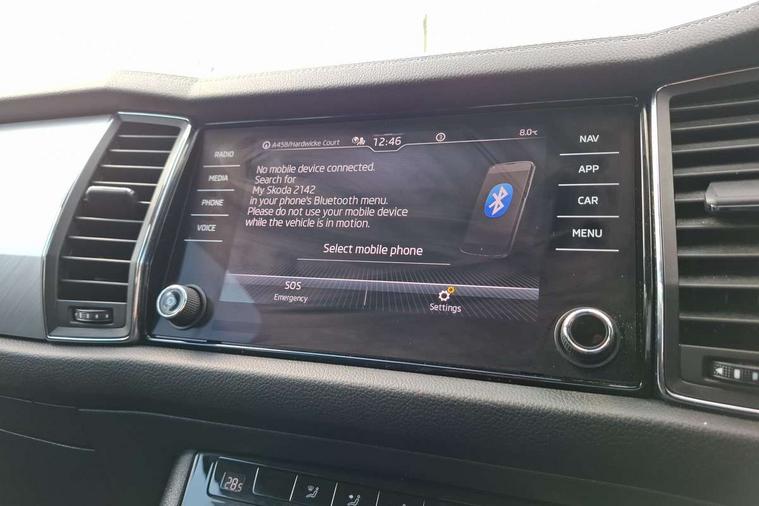 A458/Hardwicke Court
12:46
8.0°C
No mobile device connected.
Search for
My Skoda 2142
in your phone's Bluetooth menu.
Please do not use your mobile device
while the vehicle is in motion.
Select mobile phone
SOS
Emergency
Settings
RADIO
MEDIA
PHONE
VOICE
NAV
APP
CAR
MENU
28.5